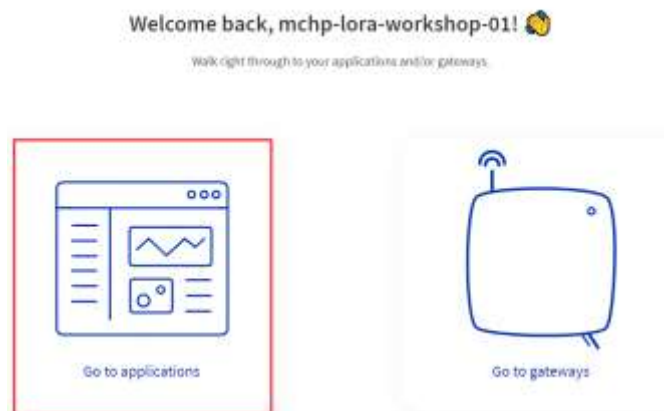 Welcome back, mchp-lora-workshop-01! 👏
Walk right through to your applications and/or gateways.
Go to applications
Go to gateways